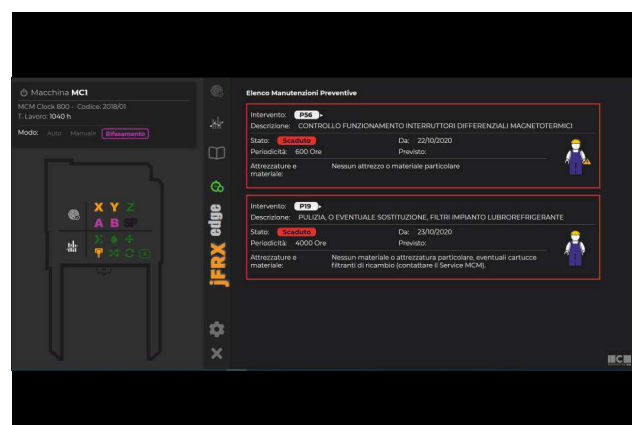 Macchina MC1
MCM Clock 800 - Codice: 2018/01
T. Lavoro: 1040 h
Modo: Auto Manuale Rifasamento
X Y Z
A B SP
jFRX edge
Elenco Manutenzioni Preventive
Intervento: P56
Descrizione: CONTROLLO FUNZIONAMENTO INTERRUTTORI DIFFERENZIALI MAGNETOTERMICI
Stato: Scaduto Da: 22/10/2020
Periodicità: 600 Ore Previsto:
Attrezzature e Nessun attrezzo o materiale particolare
materiale:
Intervento: P19
Descrizione: PULIZIA, O EVENTUALE SOSTITUZIONE, FILTRI IMPIANTO LUBROREFRIGERANTE
Stato: Scaduto Da: 23/10/2020
Periodicità: 4000 Ore Previsto:
Attrezzature e Nessun materiale o attrezzatura particolare, eventuali cartucce
materiale: filtranti di ricambio (contattare il Service MCM).
MCM